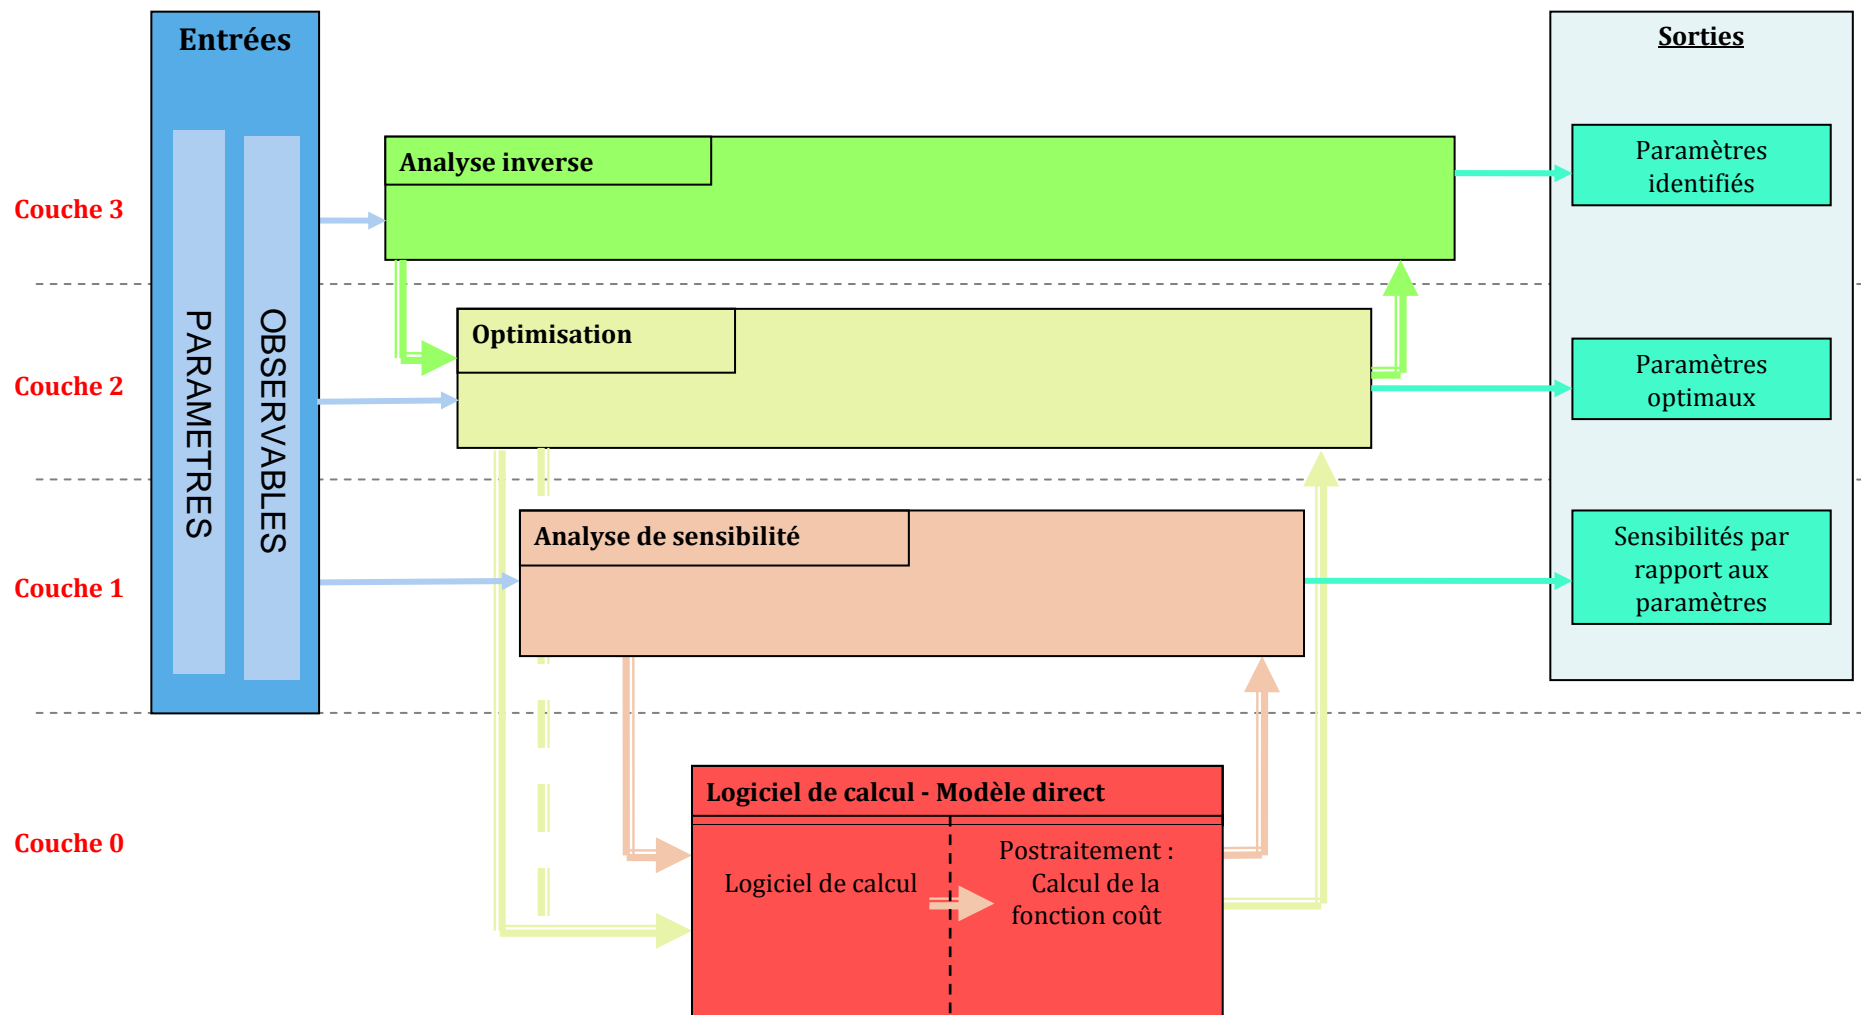 Entrées
Sorties
Analyse inverse
Paramètres
identifiés
Couche 3
PARAMETRES
OBSERVABLES
Optimisation
Paramètres
optimaux
Couche 2
Analyse de sensibilité
Sensibilités par
rapport aux
paramètres
Couche 1
Logiciel de calcul - Modèle direct
Couche 0
Logiciel de calcul
Postraitement :
Calcul de la
fonction coût